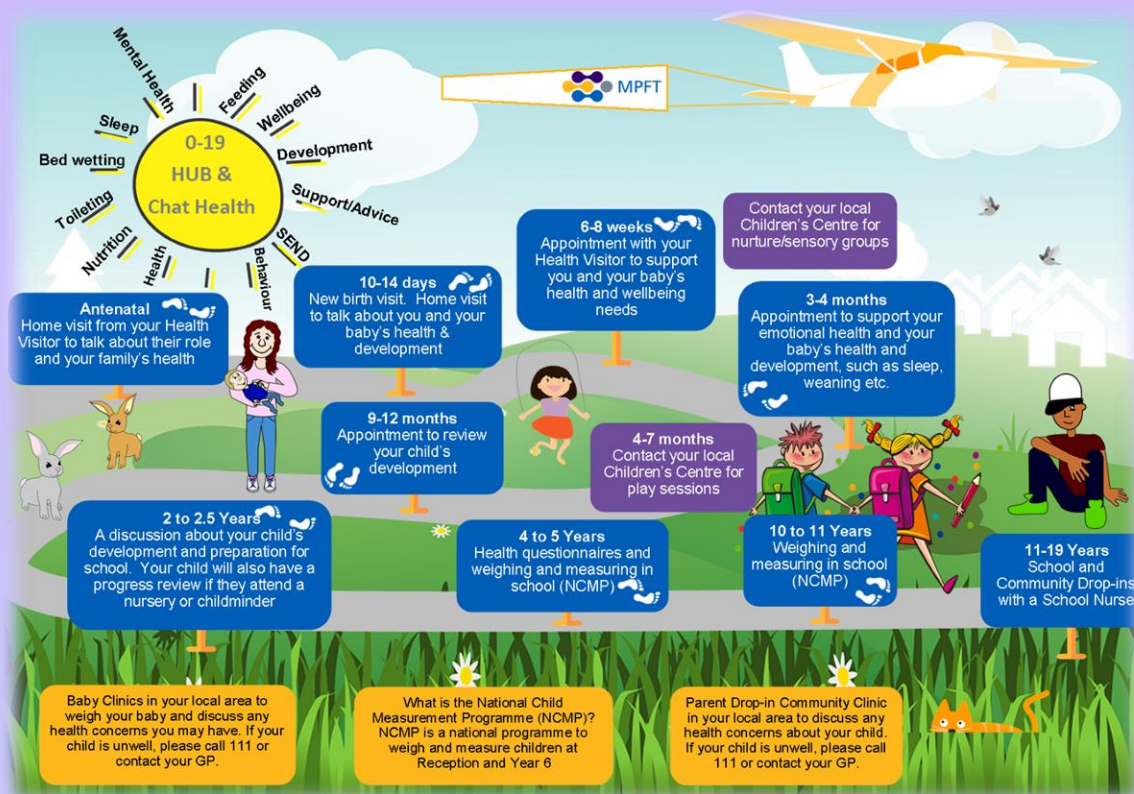 MPFT
Mental Health
Feeding
Wellbeing
Development
Support/Advice
SEND
Behaviour
Health
Nutrition
Toileting
Bed wetting
Sleep
0-19
HUB &
Chat Health
Antenatal
Home visit from your Health
Visitor to talk about their role
and your family's health
10-14 days
New birth visit. Home visit
to talk about you and your
baby's health &
development
6-8 weeks
Appointment with your
Health Visitor to support
you and your baby's
health and wellbeing
needs
Contact your local
Children's Centre for
nurture/sensory groups
3-4 months
Appointment to support your
emotional health and your
baby's health and
development, such as sleep,
weaning etc.
4-7 months
Contact your local
Children's Centre for
play sessions
9-12 months
Appointment to review
your child's
development
2 to 2.5 Years
A discussion about your child's
development and preparation for
school. Your child will also have a
progress review if they attend a
nursery or childminder
4 to 5 Years
Health questionnaires and
weighing and measuring in
school (NCMP)
10 to 11 Years
Weighing and
measuring in school
(NCMP)
11-19 Years
School and
Community Drop-ins
with a School Nurse
Baby Clinics in your local area to
weigh your baby and discuss any
health concerns you may have. If your
child is unwell, please call 111 or
contact your GP.
What is the National Child
Measurement Programme (NCMP)?
NCMP is a national programme to
weigh and measure children at
Reception and Year 6
Parent Drop-in Community Clinic
in your local area to discuss any
health concerns about your child.
If your child is unwell, please call
111 or contact your GP.